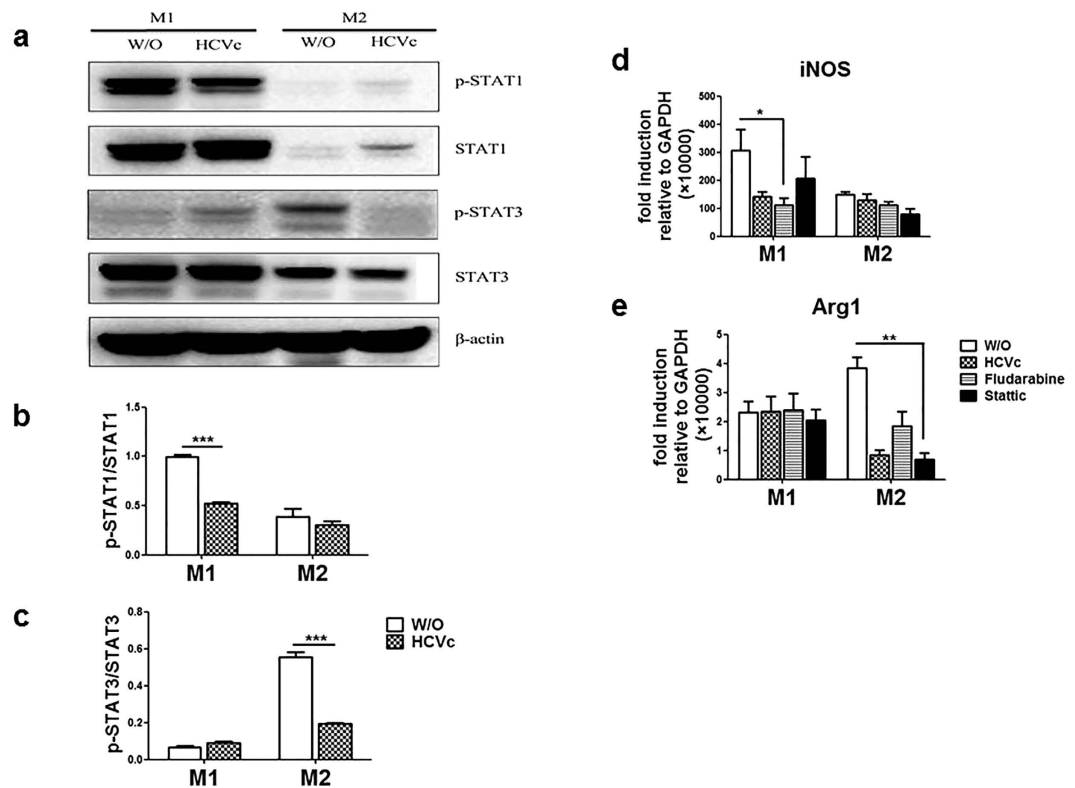 a
M1 M2
W/O HCVc W/O HCVc
p-STAT1
STAT1
p-STAT3
STAT3
β-actin
b
p-STAT1/STAT1
1.5
1.0
0.5
0.0
***
M1 M2
c
p-STAT3/STAT3
0.8
0.6
0.4
0.2
0.0
***
M1 M2
W/O
HCVc
d
iNOS
fold induction
relative to GAPDH
(×10000)
500
400
300
200
100
0
*
M1 M2
e
Arg1
fold induction
relative to GAPDH
(×10000)
5
4
3
2
1
0
**
M1 M2
W/O
HCVc
Fludarabine
Stattic